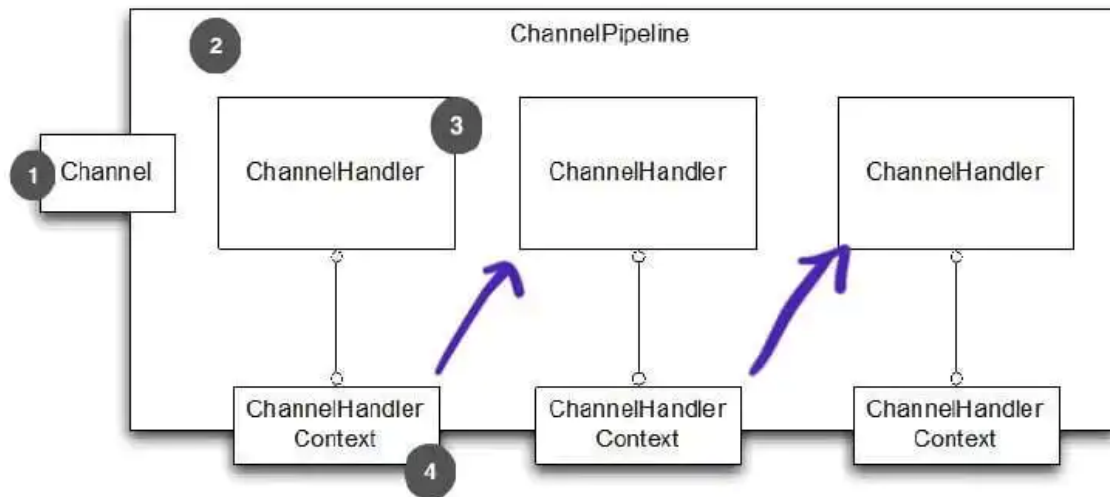 ChannelPipeline
2
3
1
Channel
ChannelHandler
ChannelHandler
ChannelHandler
ChannelHandler
Context
ChannelHandler
Context
ChannelHandler
Context
4